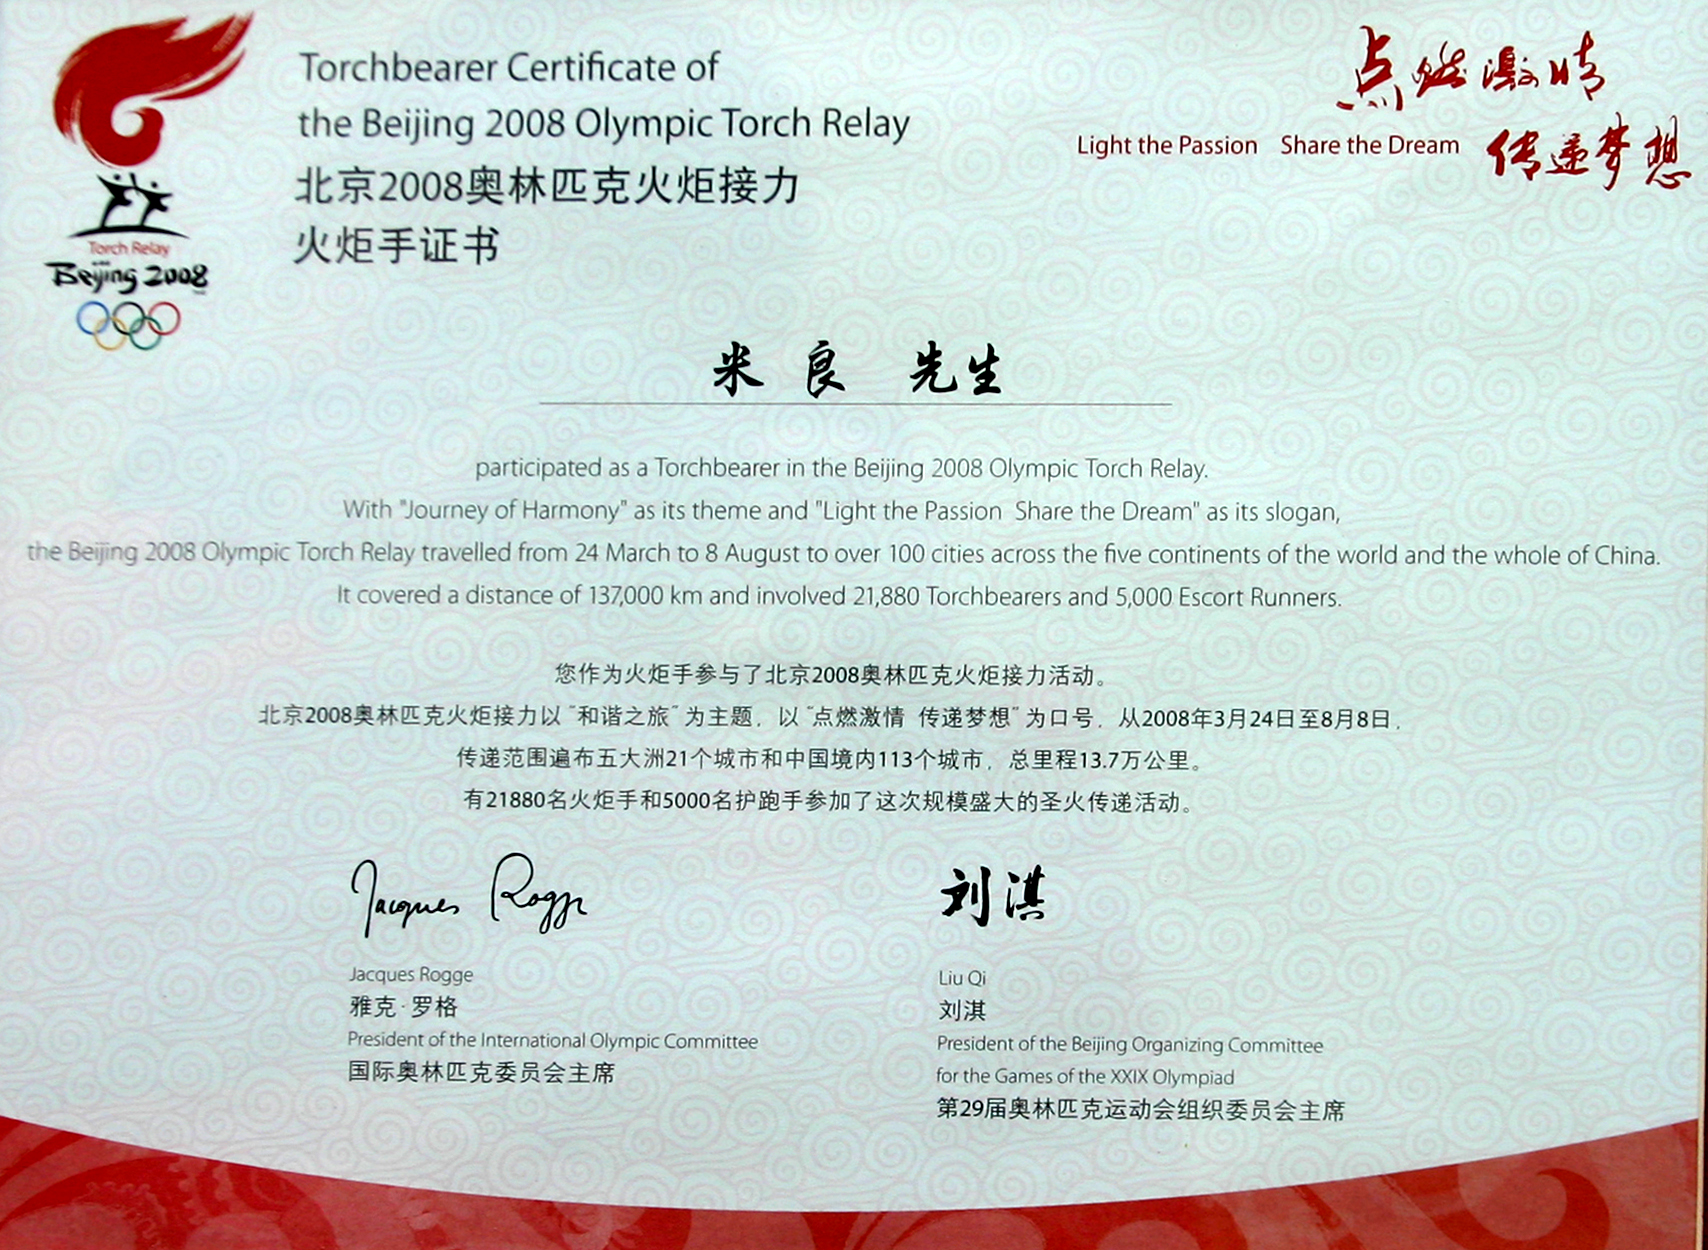 Torchbearer Certificate of
the Beijing 2008 Olympic Torch Relay
北京2008奥林匹克火炬接力
火炬手证书
点燃激情
Light the Passion Share the Dream 传递梦想
Torch Relay
Beijing 2008
米良 先生
participated as a Torchbearer in the Beijing 2008 Olympic Torch Relay.
With "Journey of Harmony" as its theme and "Light the Passion Share the Dream" as its slogan,
the Beijing 2008 Olympic Torch Relay travelled from 24 March to 8 August to over 100 cities across the five continents of the world and the whole of China.
It covered a distance of 137,000 km and involved 21,880 Torchbearers and 5,000 Escort Runners.
您作为火炬手参与了北京2008奥林匹克火炬接力活动。
北京2008奥林匹克火炬接力以“和谐之旅”为主题，以“点燃激情 传递梦想”为口号，从2008年3月24日至8月8日，
传递范围遍布五大洲21个城市和中国境内113个城市，总里程13.7万公里。
有21880名火炬手和5000名护跑手参加了这次规模盛大的圣火传递活动。
Jacques Rogge
刘淇
Jacques Rogge
雅克·罗格
President of the International Olympic Committee
国际奥林匹克委员会主席
Liu Qi
刘淇
President of the Beijing Organizing Committee
for the Games of the XXIX Olympiad
第29届奥林匹克运动会组织委员会主席